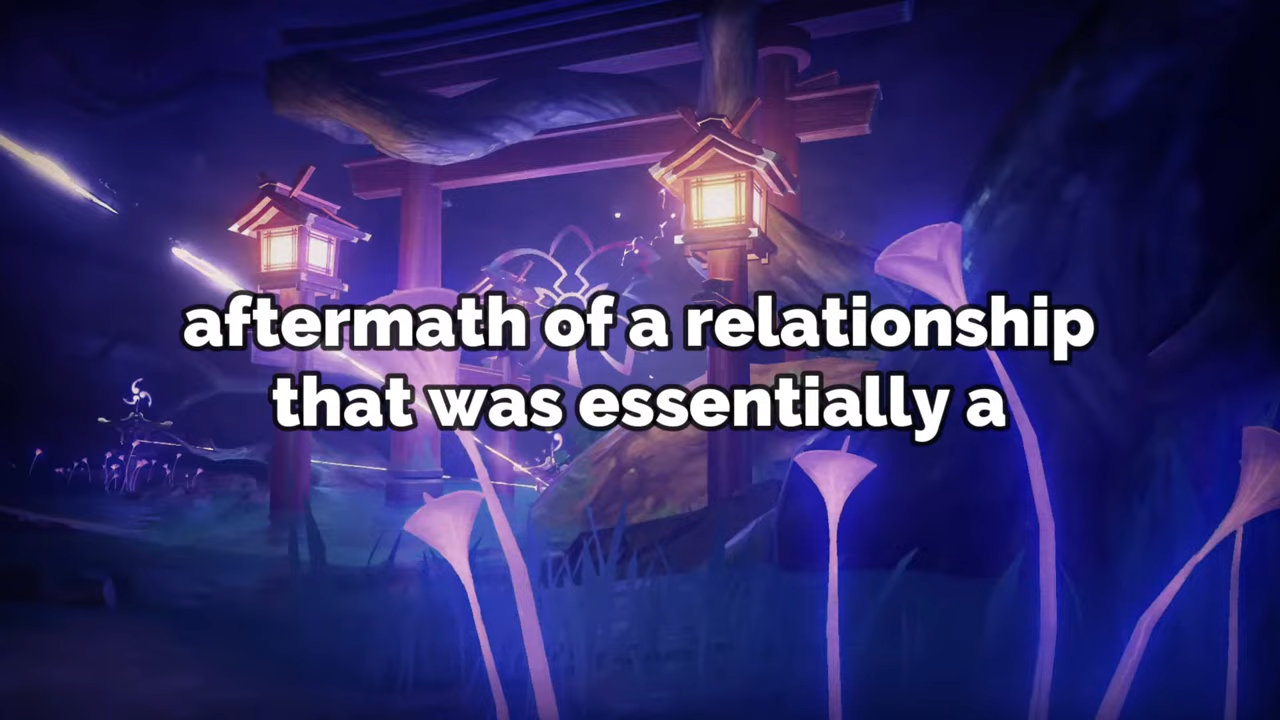 aftermath of a relationship
that was essentially a